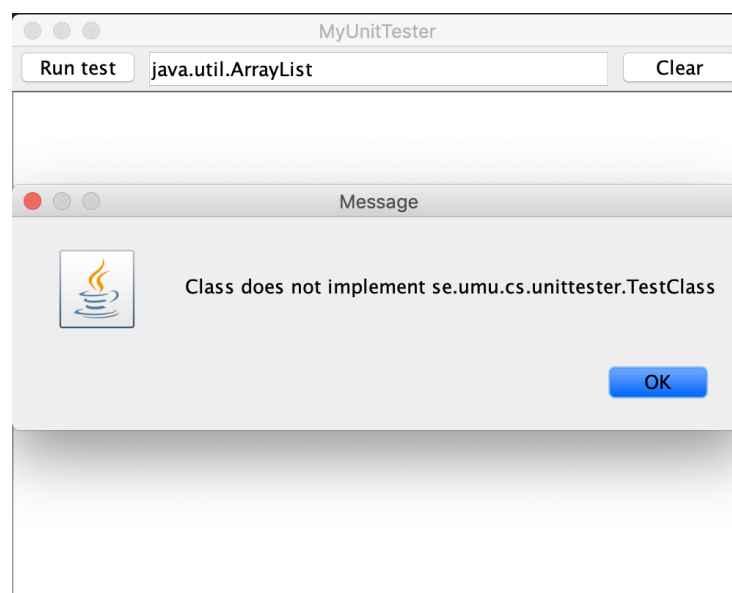 MyUnitTester
Run test java.util.ArrayList Clear
Message
Class does not implement se.umu.cs.unittester.TestClass
OK